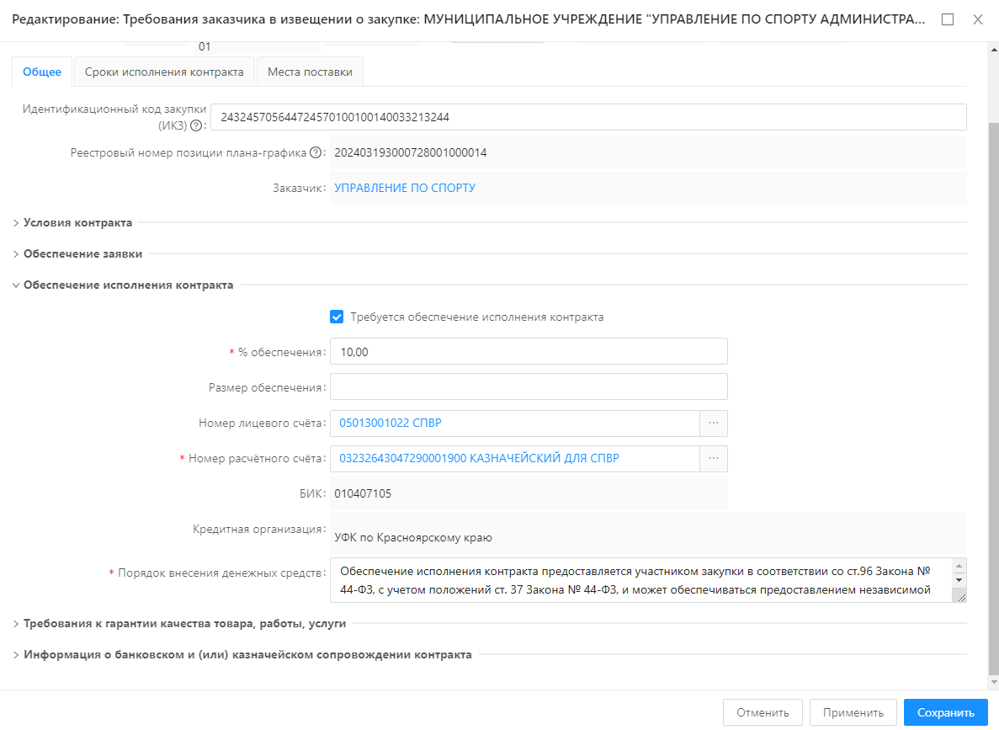 Редактирование: Требования заказчика в извещении о закупке: МУНИЦИПАЛЬНОЕ УЧРЕЖДЕНИЕ "УПРАВЛЕНИЕ ПО СПОРТУ АДМИНИСТРА...
01
Общее Сроки исполнения контракта Места поставки
Идентификационный код закупки
(ИКЗ) ? : 243245705644724570100100140033213244
Реестровый номер позиции плана-графика ? : 202403193000728001000014
Заказчик: УПРАВЛЕНИЕ ПО СПОРТУ
Условия контракта
Обеспечение заявки
Обеспечение исполнения контракта
Требуется обеспечение исполнения контракта
* % обеспечения: 10,00
Размер обеспечения:
Номер лицевого счёта: 05013001022 СПВР ...
* Номер расчётного счёта: 03232643047290001900 КАЗНАЧЕЙСКИЙ ДЛЯ СПВР ...
БИК: 010407105
Кредитная организация: УФК по Красноярскому краю
* Порядок внесения денежных средств: Обеспечение исполнения контракта предоставляется участником закупки в соответствии со ст.96 Закона №
44-ФЗ, с учетом положений ст. 37 Закона № 44-ФЗ, и может обеспечиваться предоставлением независимой
Требования к гарантии качества товара, работы, услуги
Информация о банковском и (или) казначейском сопровождении контракта
Отменить Применить Сохранить